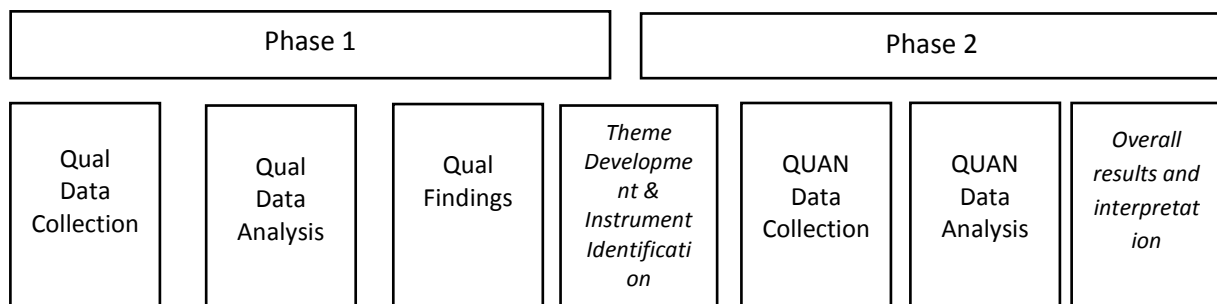 Phase 1
Phase 2
Qual
Data
Collection
Qual
Data
Analysis
Qual
Findings
Theme
Developme
nt &
Instrument
Identificati
on
QUAN
Data
Collection
QUAN
Data
Analysis
Overall
results and
interpretat
ion